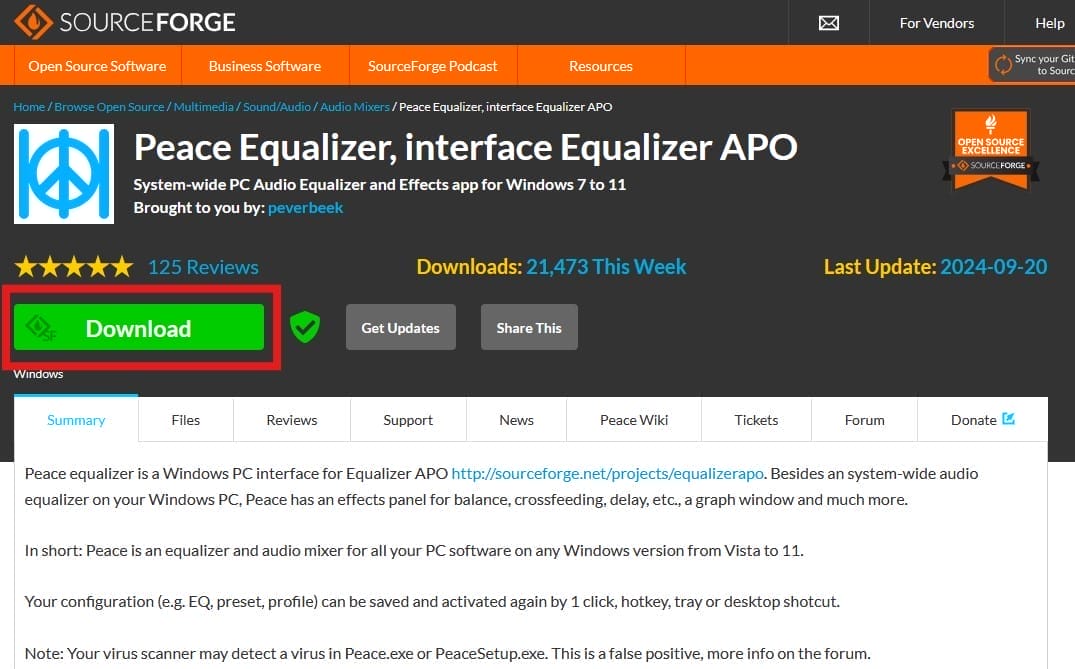 SOURCEFORGE
For Vendors
Help
Open Source Software
Business Software
SourceForge Podcast
Resources
Sync your Git
to Sourc
Home / Browse Open Source / Multimedia / Sound/Audio / Audio Mixers / Peace Equalizer, interface Equalizer APO
Peace Equalizer, interface Equalizer APO
System-wide PC Audio Equalizer and Effects app for Windows 7 to 11
Brought to you by: peverbeek
OPEN SOURCE
EXCELLENCE
SOURCEFORGE
125 Reviews
Downloads: 21,473 This Week
Last Update: 2024-09-20
SF
Download
Get Updates
Share This
Windows
Summary
Files
Reviews
Support
News
Peace Wiki
Tickets
Forum
Donate
Peace equalizer is a Windows PC interface for Equalizer APO http://sourceforge.net/projects/equalizerapo. Besides an system-wide audio
equalizer on your Windows PC, Peace has an effects panel for balance, crossfeeding, delay, etc., a graph window and much more.
In short: Peace is an equalizer and audio mixer for all your PC software on any Windows version from Vista to 11.
Your configuration (e.g. EQ, preset, profile) can be saved and activated again by 1 click, hotkey, tray or desktop shotcut.
Note: Your virus scanner may detect a virus in Peace.exe or PeaceSetup.exe. This is a false positive, more info on the forum.